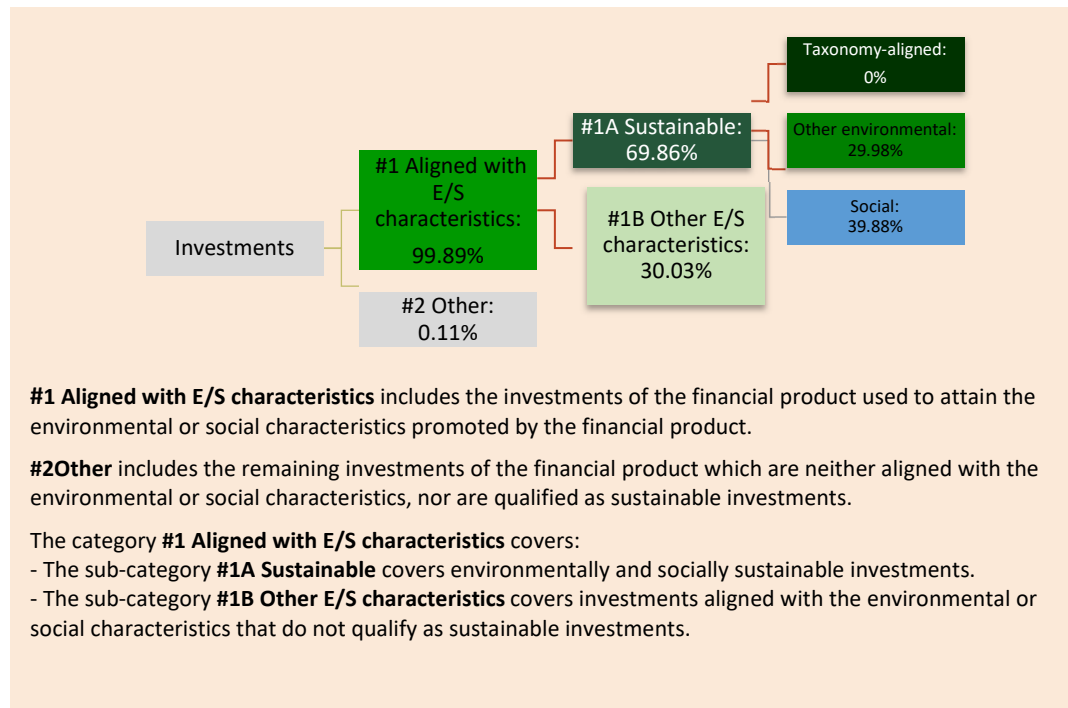 Taxonomy-aligned:
0%
#1A Sustainable:
69.86%
Other environmental:
29.98%
#1 Aligned with
E/S
characteristics:
99.89%
Social:
39.88%
#1B Other E/S
characteristics:
30.03%
Investments
#2 Other:
0.11%
#1 Aligned with E/S characteristics includes the investments of the financial product used to attain the
environmental or social characteristics promoted by the financial product.
#2Other includes the remaining investments of the financial product which are neither aligned with the
environmental or social characteristics, nor are qualified as sustainable investments.
The category #1 Aligned with E/S characteristics covers:
- The sub-category #1A Sustainable covers environmentally and socially sustainable investments.
- The sub-category #1B Other E/S characteristics covers investments aligned with the environmental or
social characteristics that do not qualify as sustainable investments.